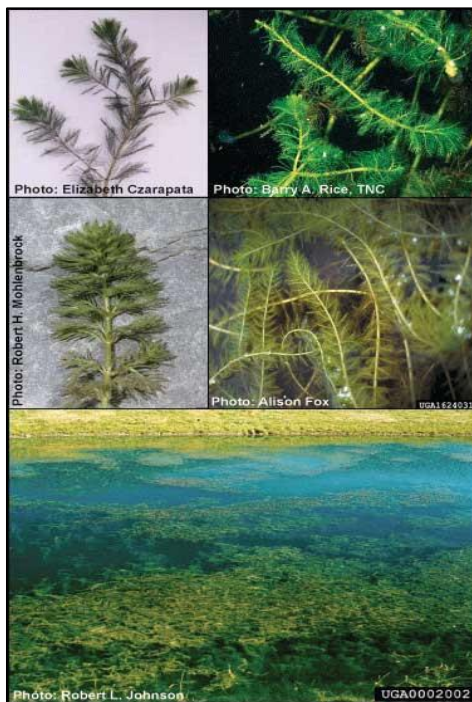 Photo: Elizabeth Czarapata
Photo: Barry A. Rice, TNC
Photo: Robert H. Mohlenbrock
Photo: Alison Fox
UGA1624031
Photo: Robert L. Johnson
UGA0002002